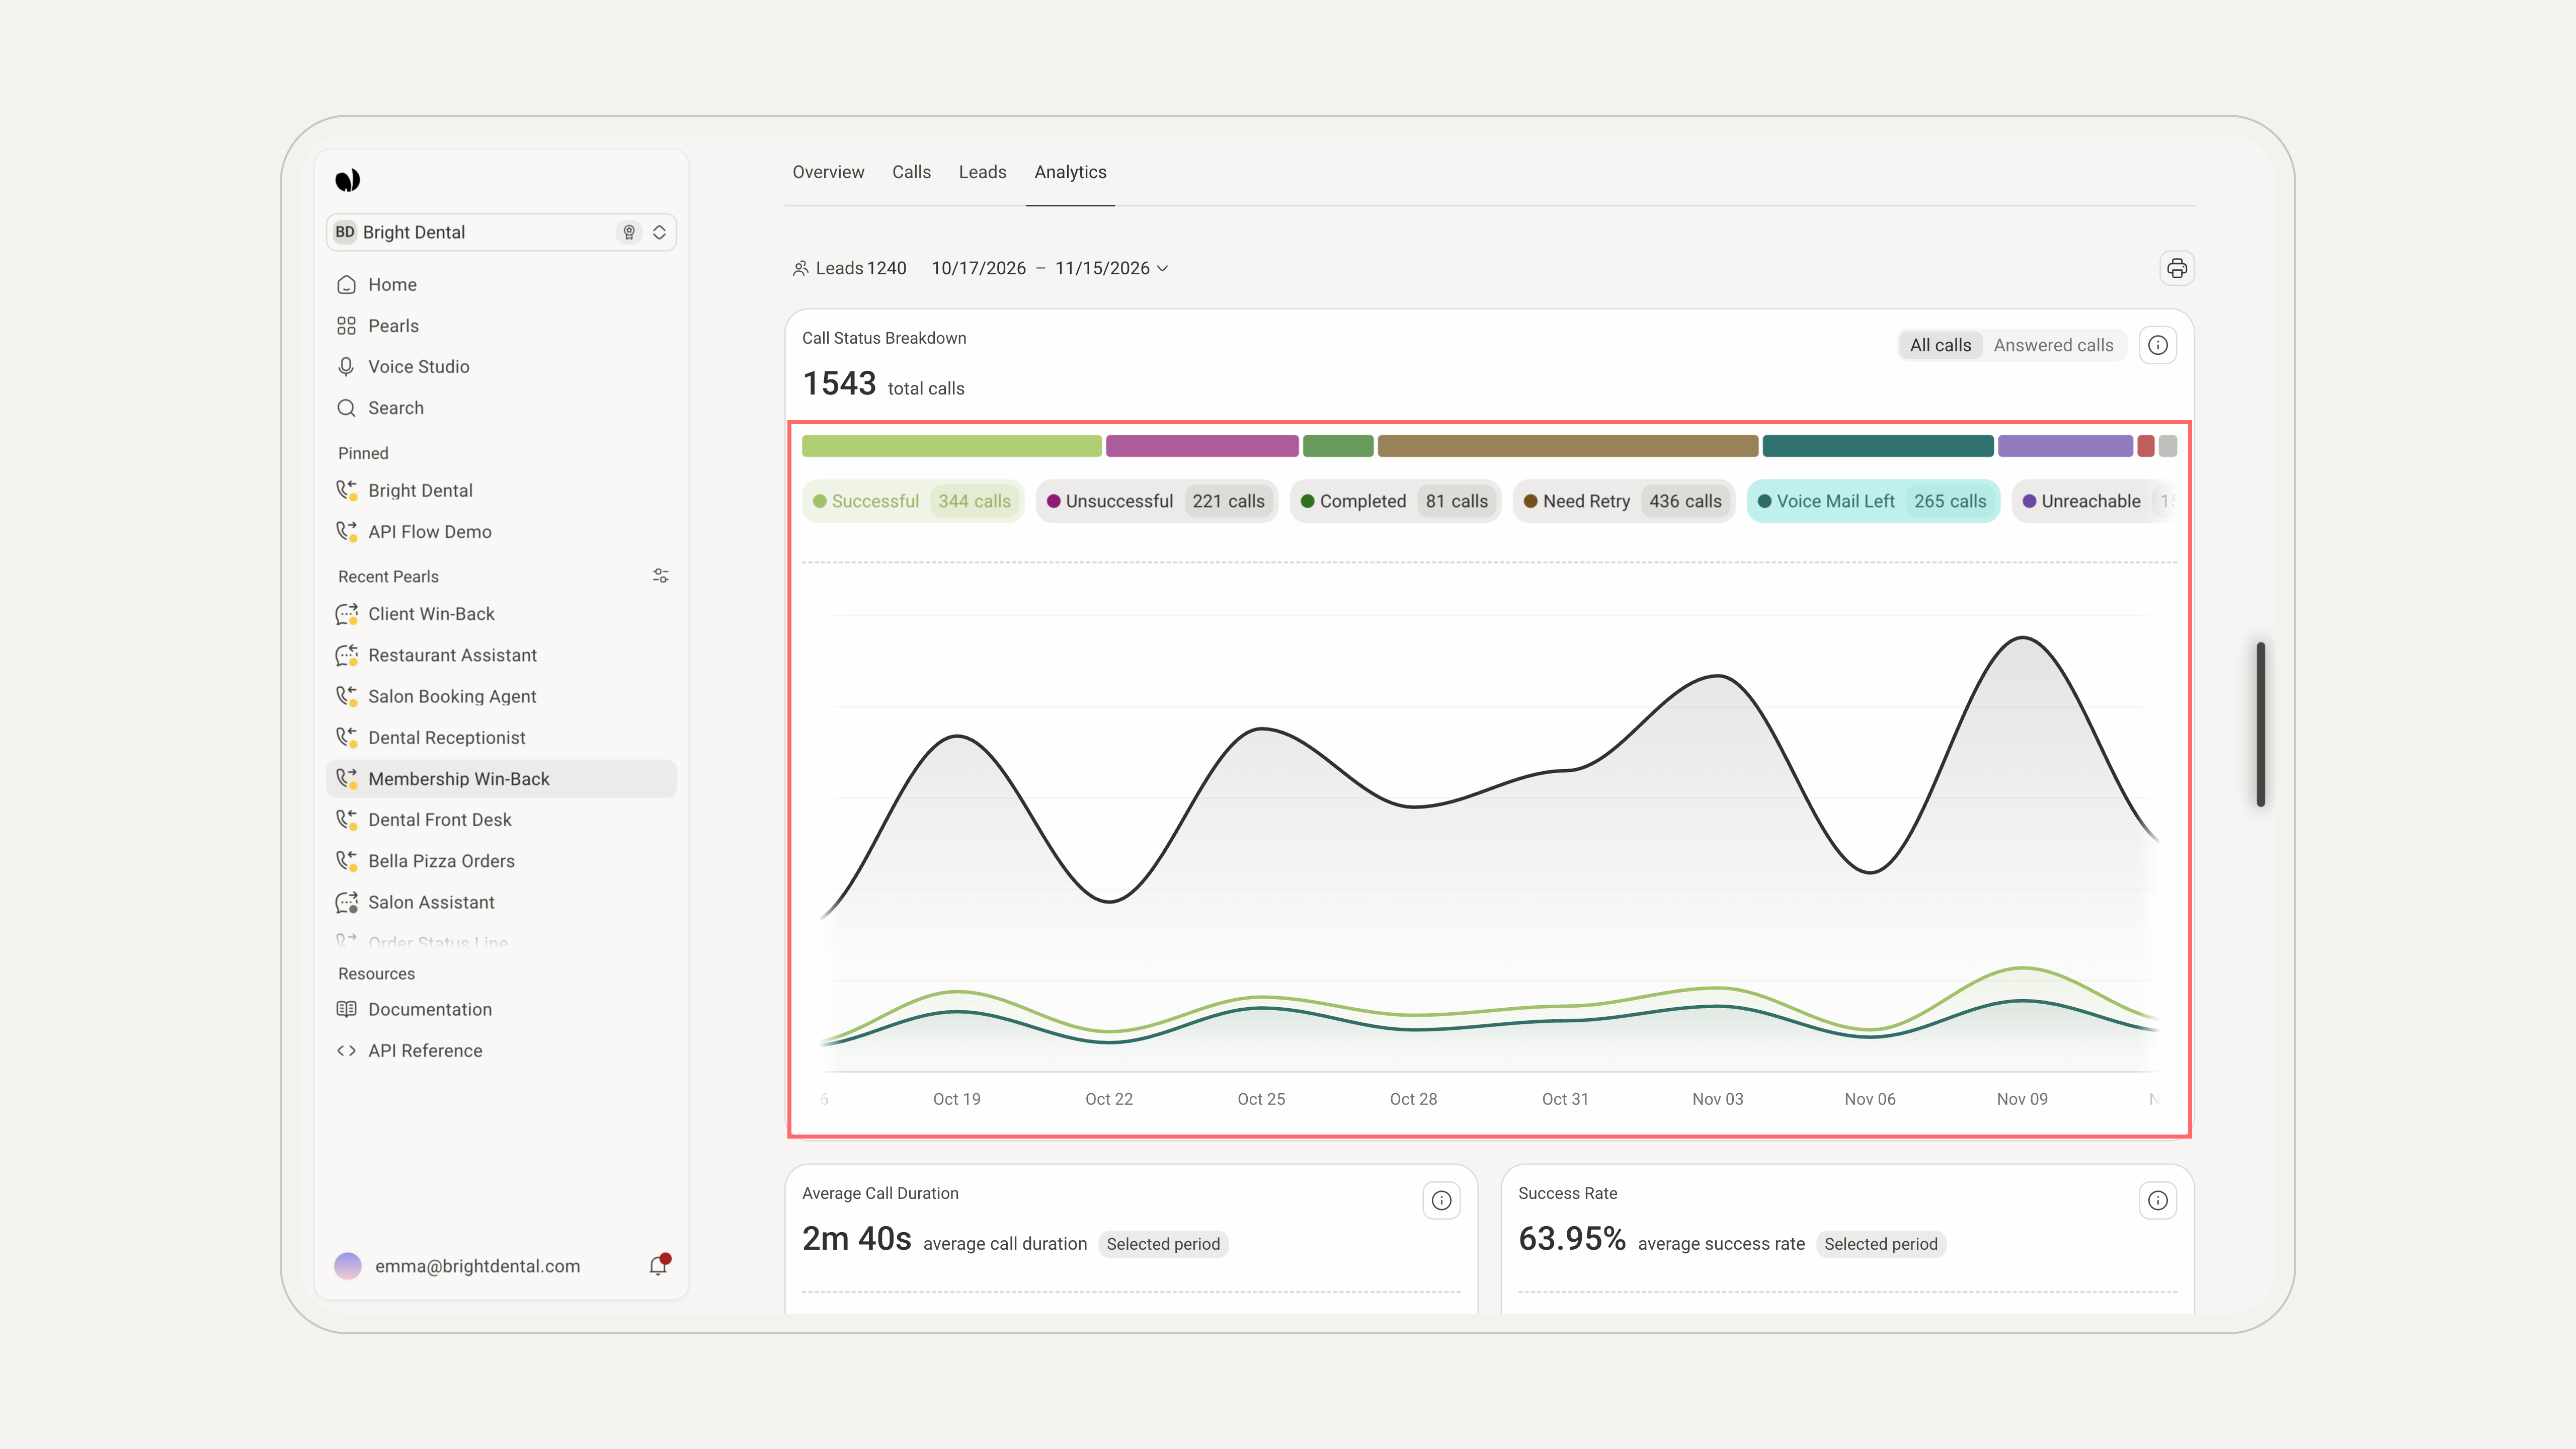 Overview Calls Leads Analytics
BD Bright Dental
Home
Pearls
Voice Studio
Search
Pinned
Bright Dental
API Flow Demo
Recent Pearls
Client Win-Back
Restaurant Assistant
Salon Booking Agent
Dental Receptionist
Membership Win-Back
Dental Front Desk
Bella Pizza Orders
Salon Assistant
Order Status Line
Resources
Documentation
API Reference
emma@brightdental.com
Leads 1240 10/17/2026 – 11/15/2026
Call Status Breakdown
All calls Answered calls
1543 total calls
Successful 344 calls Unsuccessful 221 calls Completed 81 calls Need Retry 436 calls Voice Mail Left 265 calls Unreachable
6 Oct 19 Oct 22 Oct 25 Oct 28 Oct 31 Nov 03 Nov 06 Nov 09 N
Average Call Duration
2m 40s average call duration Selected period
Success Rate
63.95% average success rate Selected period